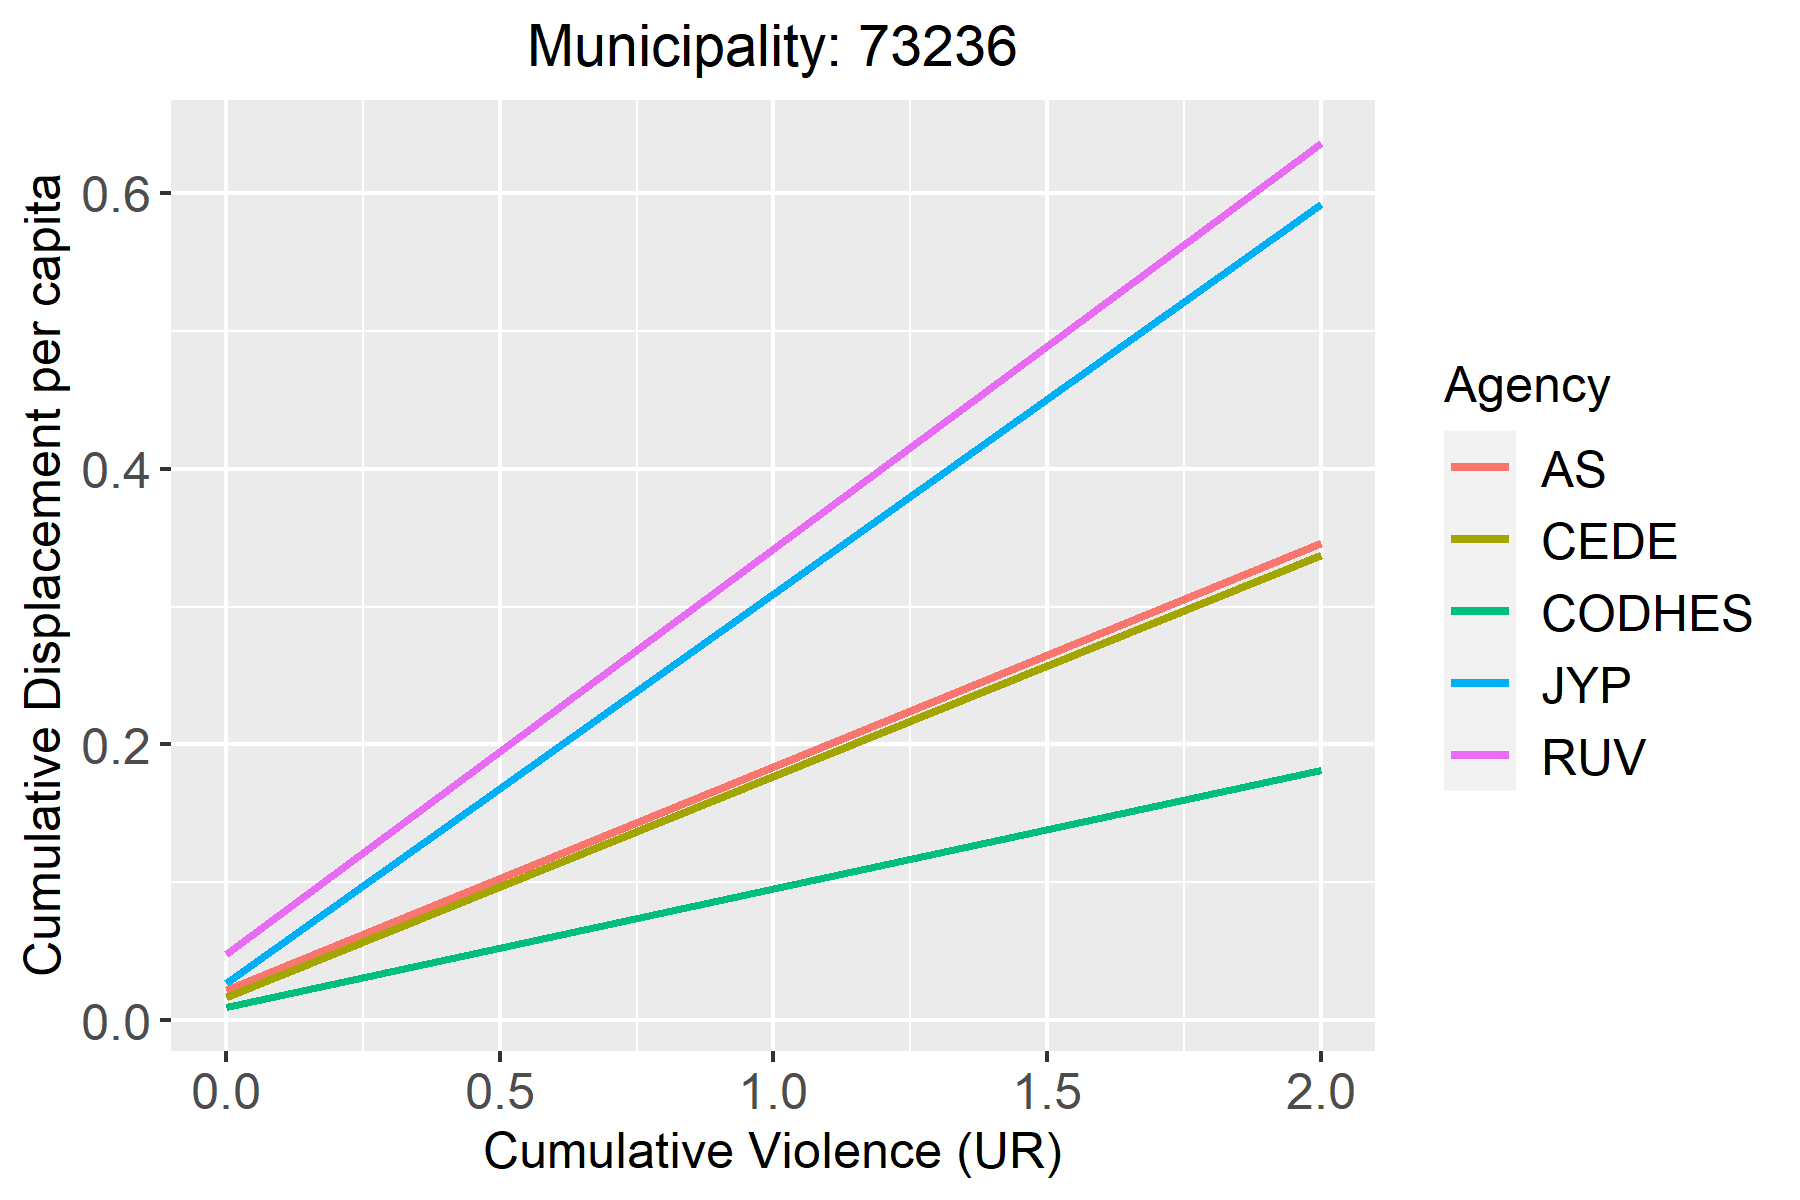 Municipality: 73236
Cumulative Displacement per capita
0.6
0.4
0.2
0.0
0.0 0.5 1.0 1.5 2.0
Cumulative Violence (UR)
Agency
AS
CEDE
CODHES
JYP
RUV